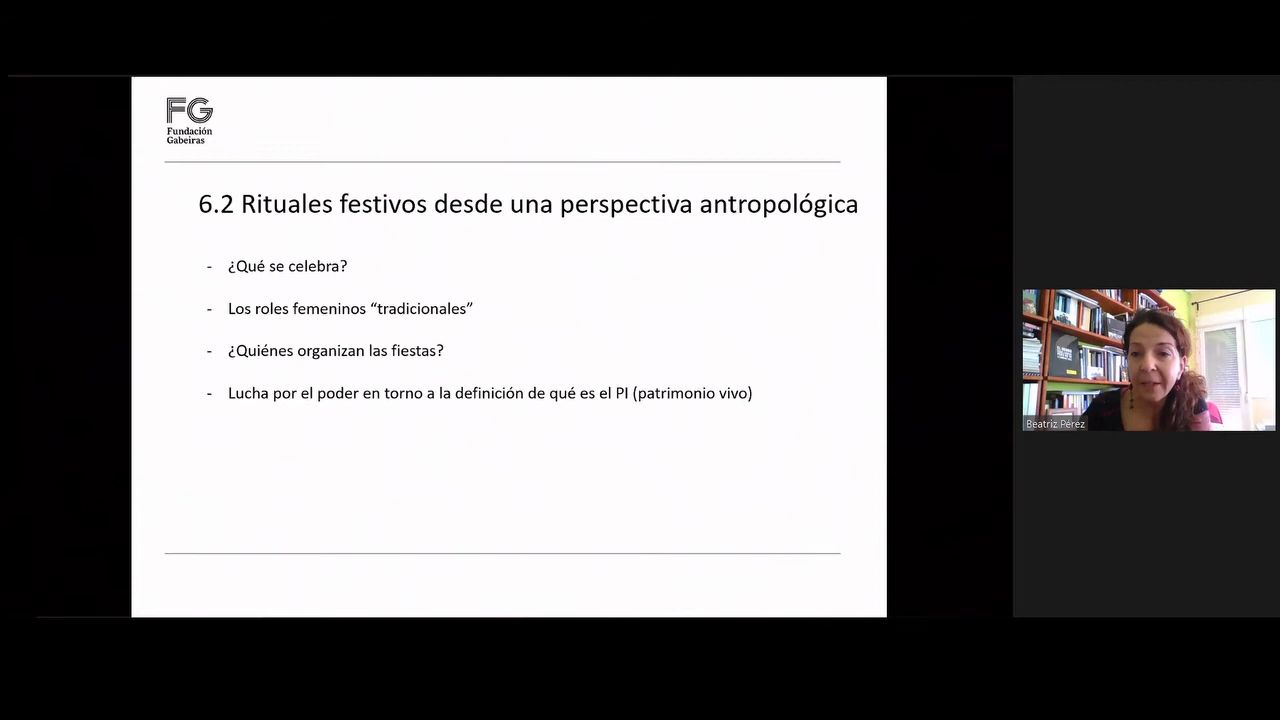 FG
Fundación
Gabeiras
6.2 Rituales festivos desde una perspectiva antropológica
- ¿Qué se celebra?
- Los roles femeninos “tradicionales”
- ¿Quiénes organizan las fiestas?
- Lucha por el poder en torno a la definición de qué es el PI (patrimonio vivo)
Beatriz Pérez